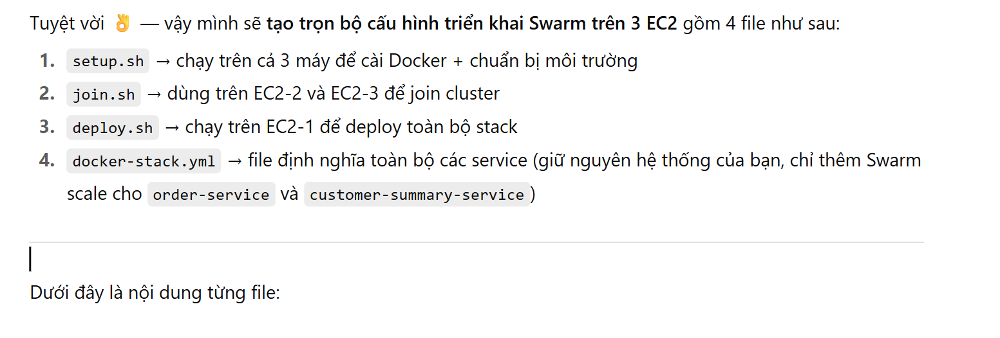 Tuyệt vời 👌 — vậy mình sẽ tạo trọn bộ cấu hình triển khai Swarm trên 3 EC2 gồm 4 file như sau:
1. setup.sh → chạy trên cả 3 máy để cài Docker + chuẩn bị môi trường
2. join.sh → dùng trên EC2-2 và EC2-3 để join cluster
3. deploy.sh → chạy trên EC2-1 để deploy toàn bộ stack
4. docker-stack.yml → file định nghĩa toàn bộ các service (giữ nguyên hệ thống của bạn, chỉ thêm Swarm
scale cho order-service và customer-summary-service)
Dưới đây là nội dung từng file: